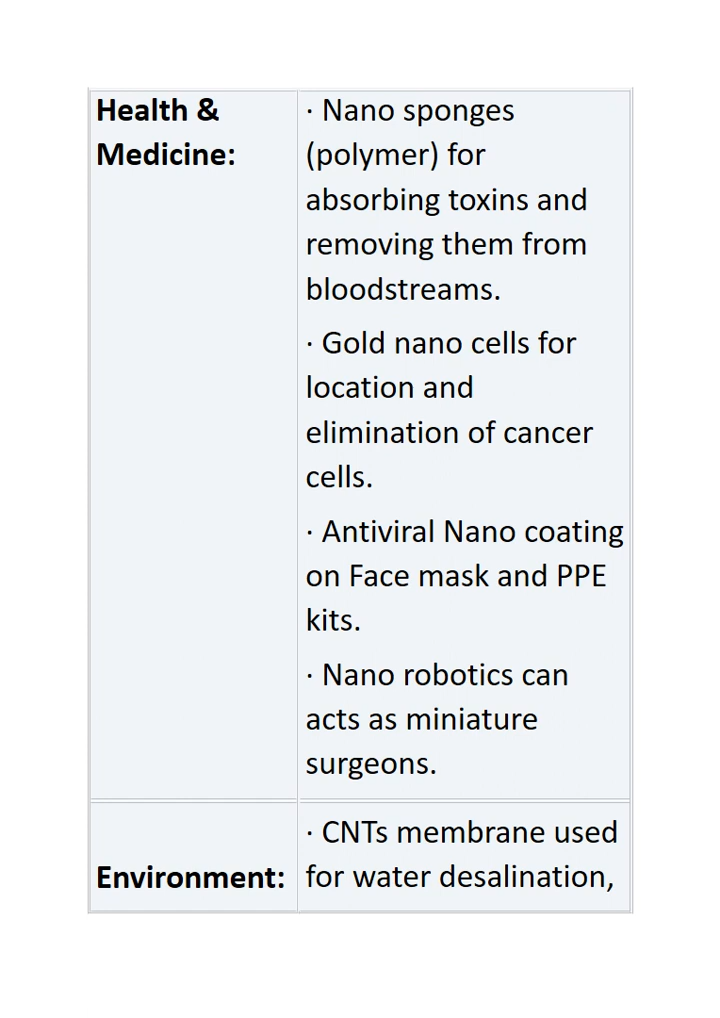 Health &
Medicine:
· Nano sponges
(polymer) for
absorbing toxins and
removing them from
bloodstreams.
· Gold nano cells for
location and
elimination of cancer
cells.
· Antiviral Nano coating
on Face mask and PPE
kits.
· Nano robotics can
acts as miniature
surgeons.
Environment:
· CNTs membrane used
for water desalination,